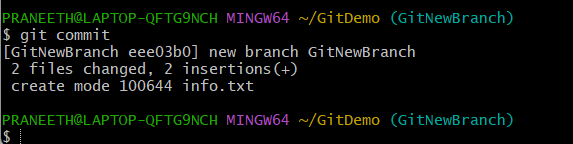 PRANEETH@LAPTOP-QFTG9NCH MINGW64 ~/GitDemo (GitNewBranch)
$ git commit
[GitNewBranch eee03b0] new branch GitNewBranch
 2 files changed, 2 insertions(+)
 create mode 100644 info.txt

PRANEETH@LAPTOP-QFTG9NCH MINGW64 ~/GitDemo (GitNewBranch)
$